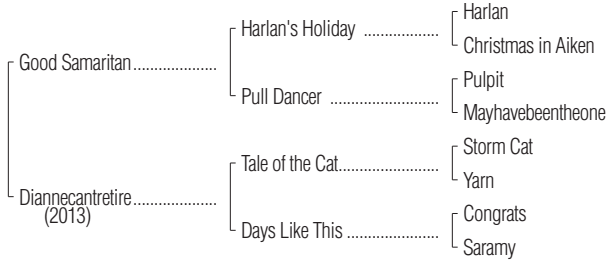 Harlan
Harlan's Holiday ..................
Christmas in Aiken
Good Samaritan....................
Pulpit
Pull Dancer .........................
Mayhavebeentheone
Storm Cat
Tale of the Cat.......................
Yarn
Diannecantretire....................
(2013)
Congrats
Days Like This .....................
Saramy